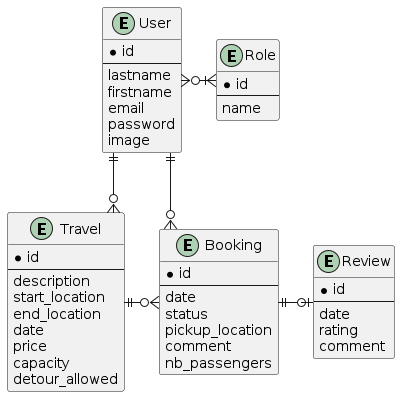 E User
* id
lastname
firstname
email
password
image
E Role
* id
name
E Travel
* id
description
start_location
end_location
date
price
capacity
detour_allowed
E Booking
* id
date
status
pickup_location
comment
nb_passengers
E Review
* id
date
rating
comment